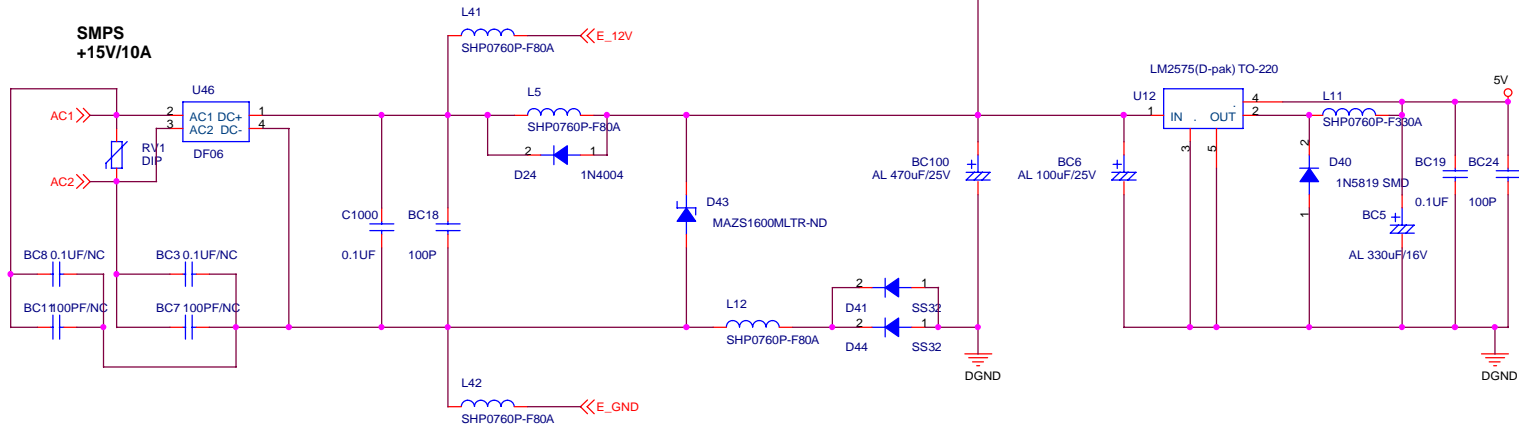 L41
SHP0760P-F80A
E_12V
SMPS
+15V/10A
U46
AC1
2
3
AC1 DC+
AC2 DC-
1
4
DF06
RV1
DIP
AC2
L5
SHP0760P-F80A
2
1
D24
1N4004
C1000
0.1UF
BC18
100P
D43
MAZS1600MLTR-ND
BC8 0.1UF/NC
BC11 100PF/NC
BC3 0.1UF/NC
BC7 100PF/NC
L12
SHP0760P-F80A
2
1
D41
SS32
2
1
D44
SS32
L42
SHP0760P-F80A
E_GND
BC100
AL 470uF/25V
DGND
BC6
AL 100uF/25V
LM2575(D-pak) TO-220
U12
1
IN . OUT
.
4
2
3
5
L11
SHP0760P-F330A
5V
2
D40
1N5819 SMD
1
BC5
AL 330uF/16V
BC19
0.1UF
BC24
100P
DGND